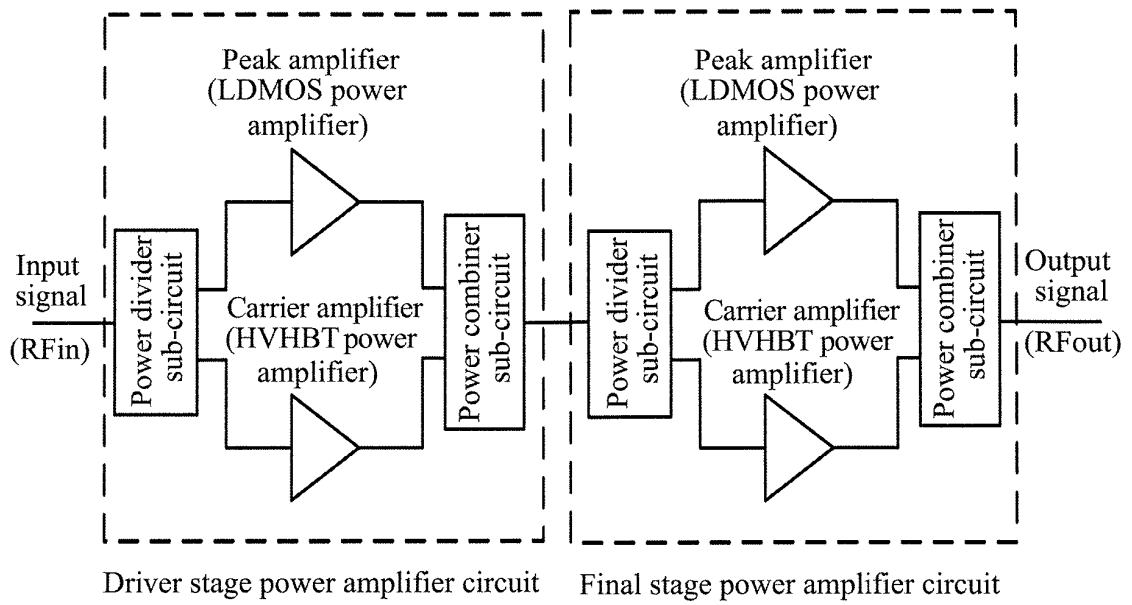 Peak amplifier
(LDMOS power
amplifier)
Input
signal
(RFin)
Power divider
sub-circuit
Carrier amplifier
(HVHBT power
amplifier)
Power combiner
sub-circuit
Driver stage power amplifier circuit
Peak amplifier
(LDMOS power
amplifier)
Power divider
sub-circuit
Carrier amplifier
(HVHBT power
amplifier)
Power combiner
sub-circuit
Output
signal
(RFout)
Final stage power amplifier circuit